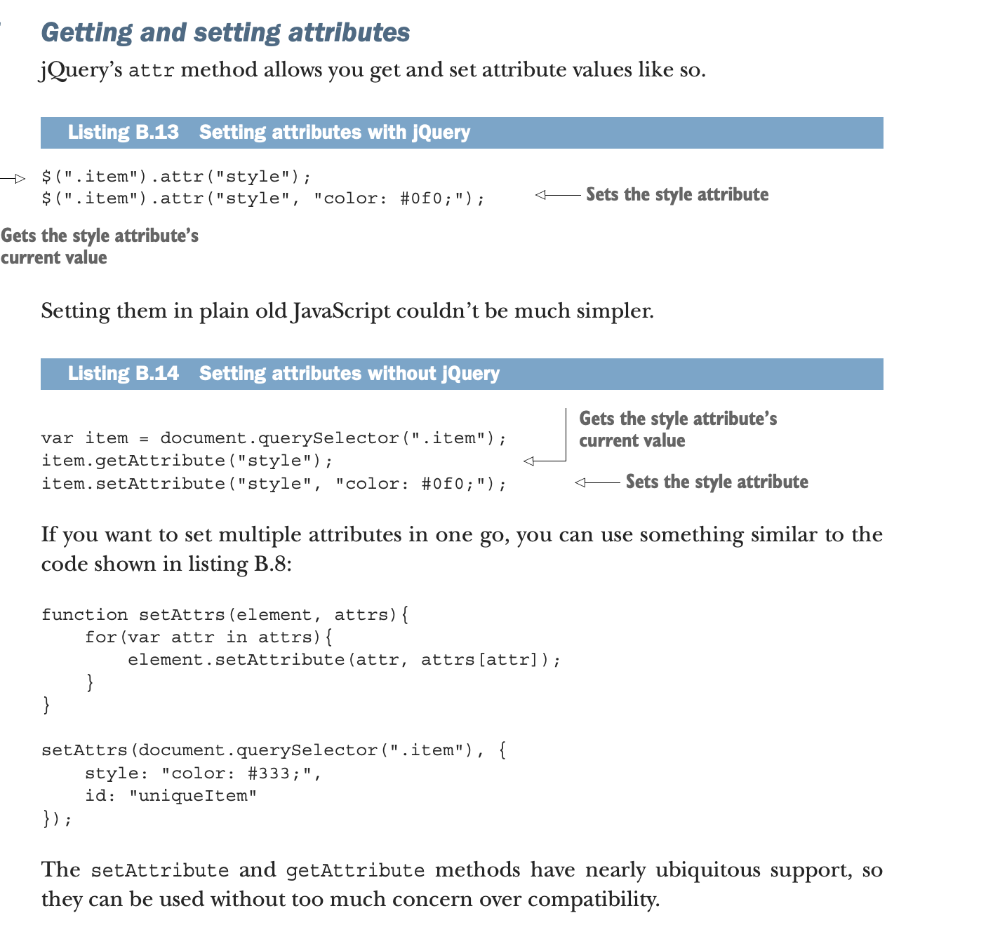 Getting and setting attributes
jQuery’s attr method allows you get and set attribute values like so.
Listing B.13 Setting attributes with jQuery
$(".item").attr("style");
$(".item").attr("style", "color: #0f0;");
Sets the style attribute
Gets the style attribute’s
current value
Setting them in plain old JavaScript couldn’t be much simpler.
Listing B.14 Setting attributes without jQuery
Gets the style attribute’s
current value
var item = document.querySelector(".item");
item.getAttribute("style");
item.setAttribute("style", "color: #0f0;");
Sets the style attribute
If you want to set multiple attributes in one go, you can use something similar to the
code shown in listing B.8:
function setAttrs(element, attrs){
    for(var attr in attrs){
        element.setAttribute(attr, attrs[attr]);
    }
}
setAttrs(document.querySelector(".item"), {
    style: "color: #333;",
    id: "uniqueItem"
});
The setAttribute and getAttribute methods have nearly ubiquitous support, so
they can be used without too much concern over compatibility.